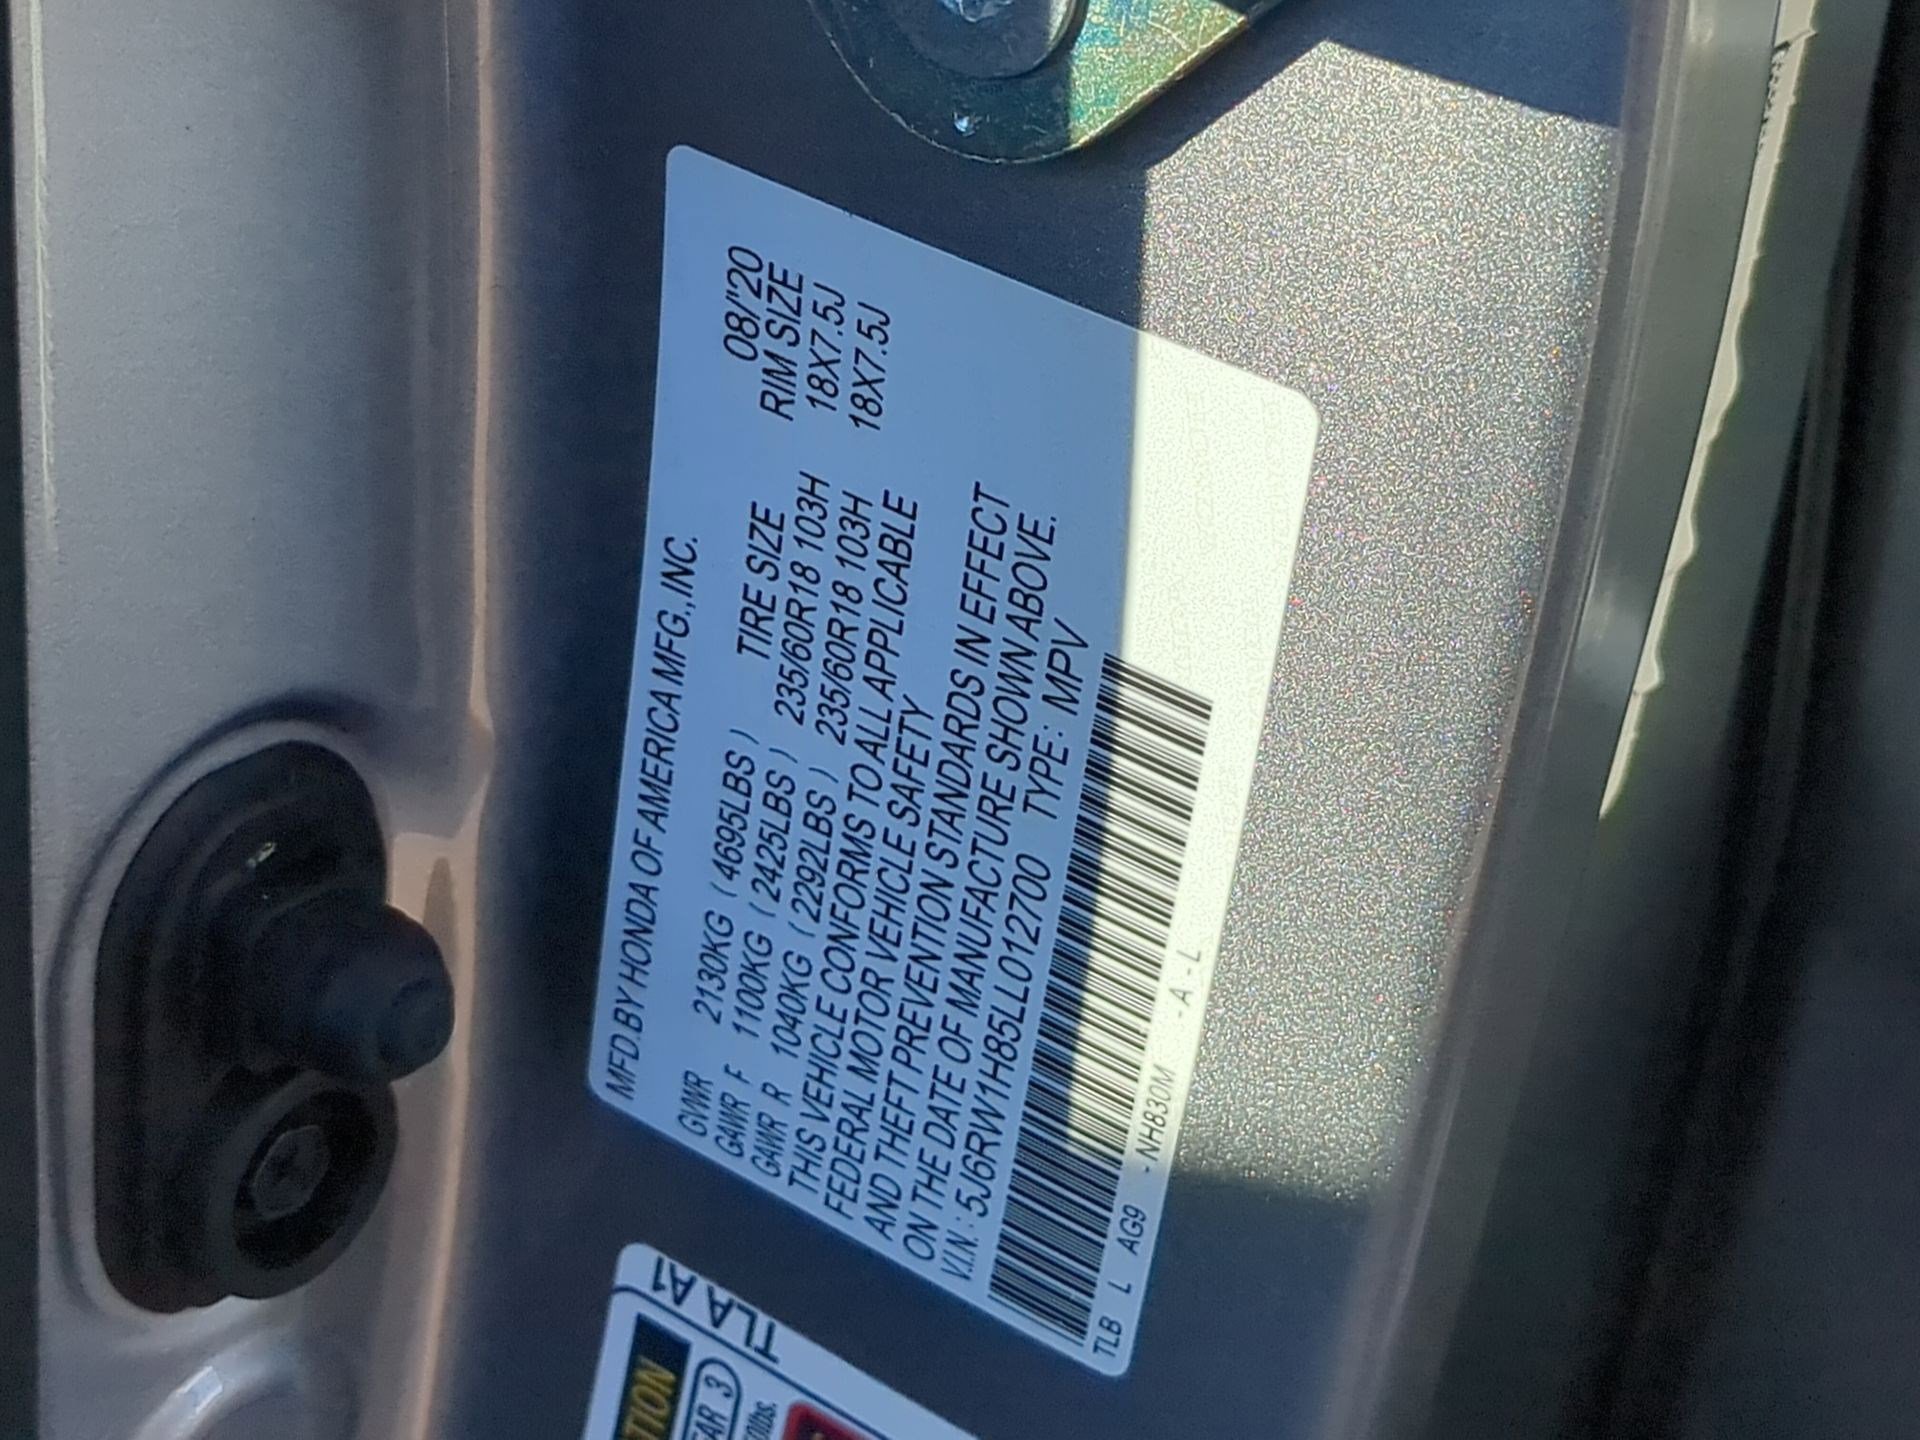 MFD.BY HONDA OF AMERICA MFG.,INC.
08/'20
GVWR 2130KG (4695LBS) TIRE SIZE RIM SIZE
GAWR F 1100KG (2425LBS) 235/60R18 103H 18X7.5J
GAWR R 1040KG (2292LBS) 235/60R18 103H 18X7.5J
THIS VEHICLE CONFORMS TO ALL APPLICABLE
FEDERAL MOTOR VEHICLE SAFETY
AND THEFT PREVENTION STANDARDS IN EFFECT
ON THE DATE OF MANUFACTURE SHOWN ABOVE.
V.I.N.: 5J6RW1H85LL012700 TYPE: MPV
TLB L AG9 -NH830M -A-L
TLA A1